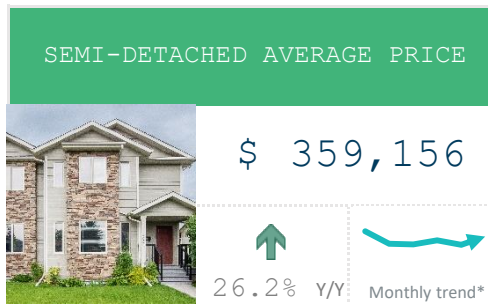 SEMI-DETACHED AVERAGE PRICE
$ 359,156
26.2% Y/Y
Monthly trend*